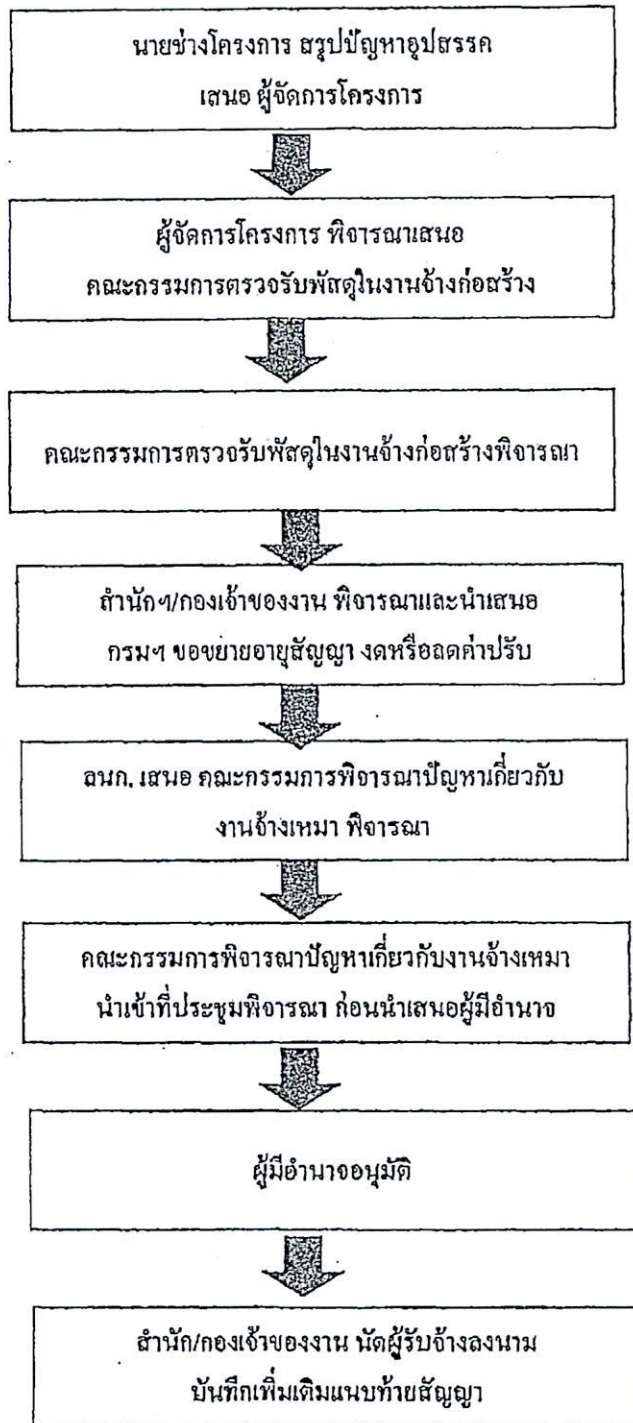 นายช่างโครงการ สรุปปัญหาอุปสรรค
เสนอ ผู้จัดการโครงการ
ผู้จัดการโครงการ พิจารณาเสนอ
คณะกรรมการตรวจรับพัสดุในงานจ้างก่อสร้าง
คณะกรรมการตรวจรับพัสดุในงานจ้างก่อสร้างพิจารณา
สำนักฯ/กองเจ้าของงาน พิจารณาและนำเสนอ
กรมฯ ขอขยายอายุสัญญา งดหรือลดค่าปรับ
ลนก. เสนอ คณะกรรมการพิจารณาปัญหาเกี่ยวกับ
งานจ้างเหมา พิจารณา
คณะกรรมการพิจารณาปัญหาเกี่ยวกับงานจ้างเหมา
นำเข้าที่ประชุมพิจารณา ก่อนนำเสนอผู้มีอำนาจ
ผู้มีอำนาจอนุมัติ
สำนัก/กองเจ้าของงาน นัดผู้รับจ้างลงนาม
บันทึกเพิ่มเติมแนบท้ายสัญญา